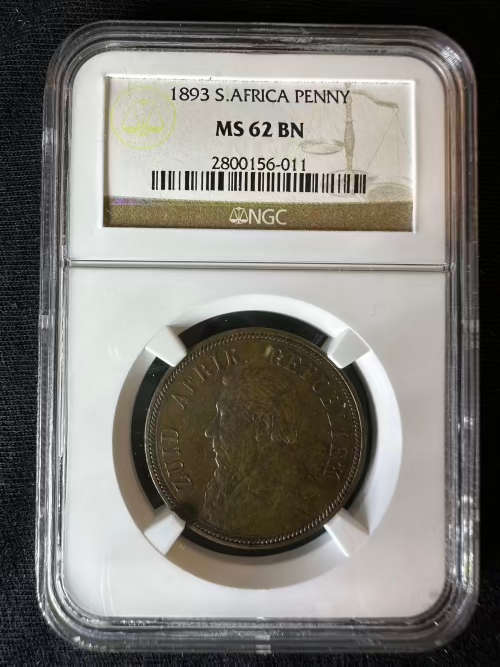 1893 S.AFRICA PENNY
MS 62 BN
2800156-011
NGC
ZUID AFRIK. REPUBLIEK